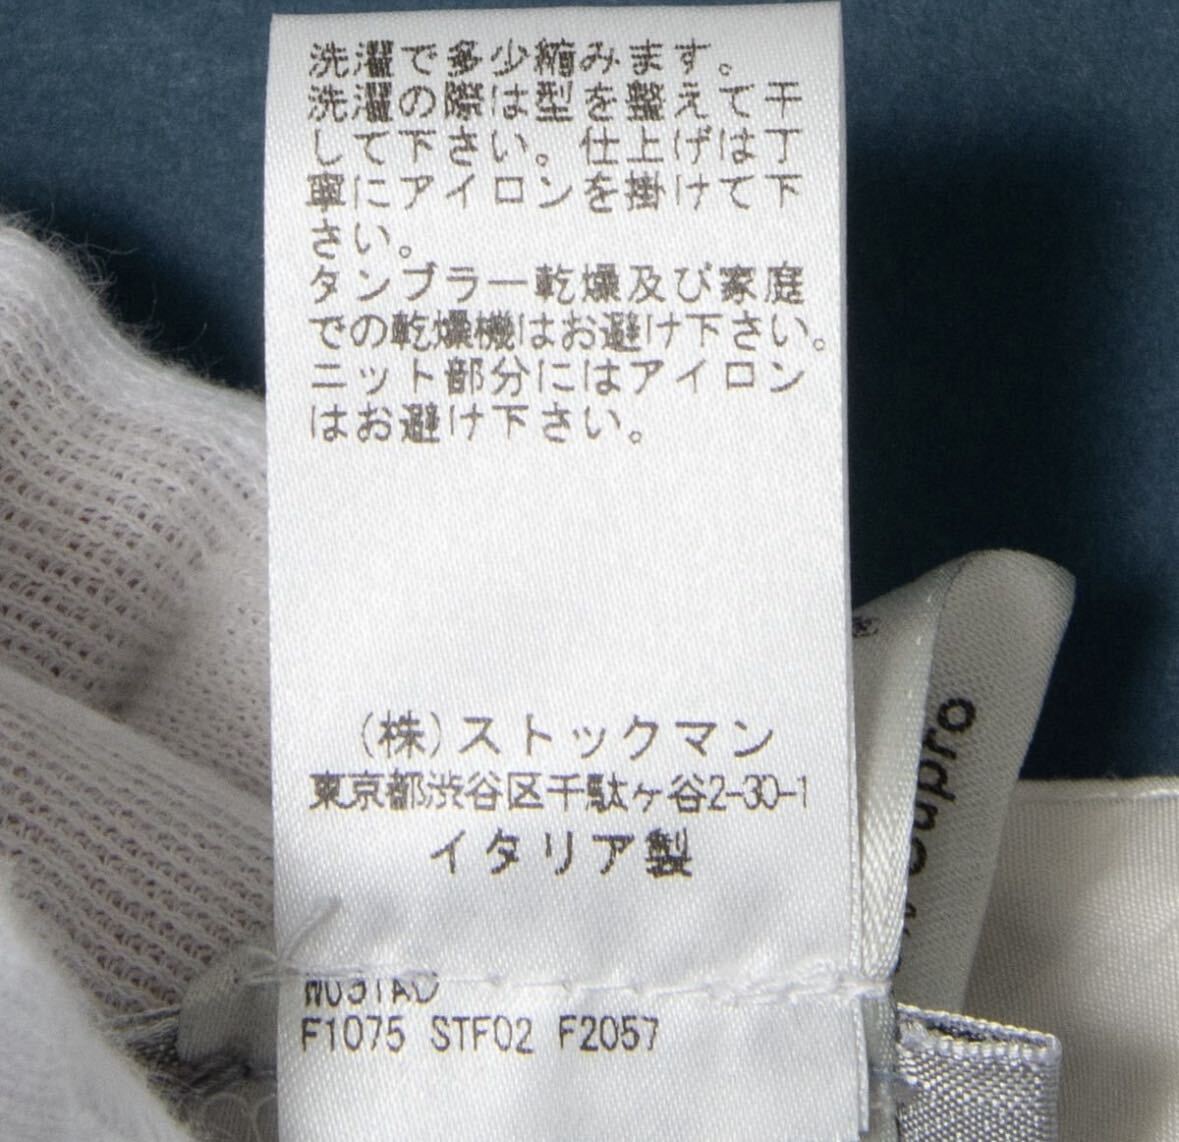 洗濯で多少縮みます。
洗濯の際は型を整えて干
して下さい。仕上げは丁
寧にアイロンを掛けて下
さい。
タンブラー乾燥及び家庭
での乾燥機はお避け下さい。
ニット部分にはアイロン
はお避け下さい。
(株)ストックマン
東京都渋谷区千駄ヶ谷2-30-1
イタリア製
F1075 STF02 F2057
Cupro